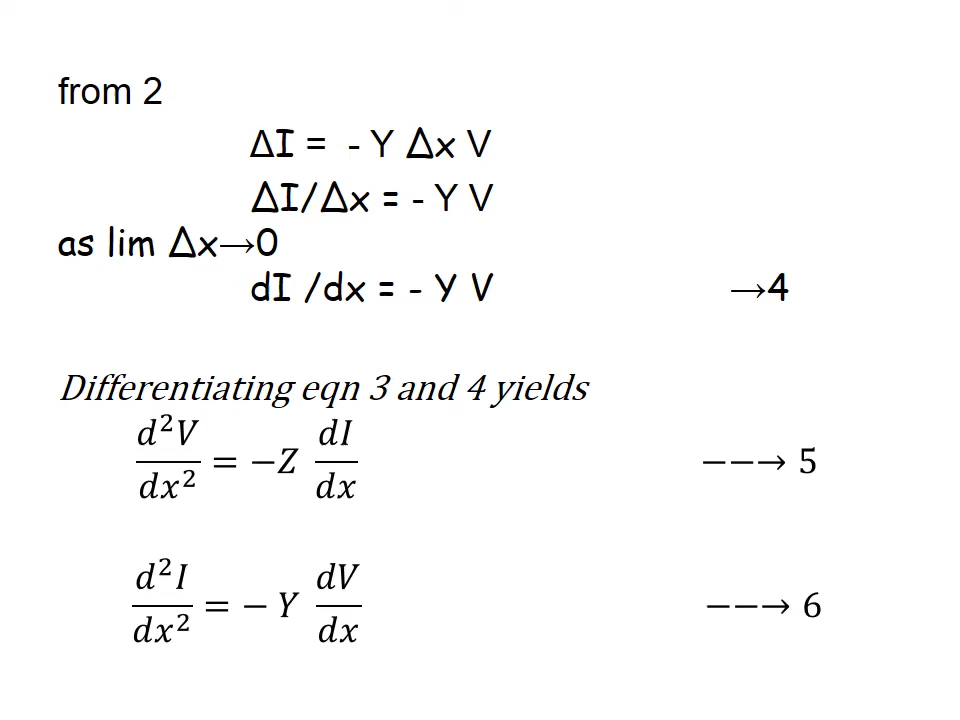 from 2
ΔI = - Y Δx V
ΔI/Δx = - Y V
as lim Δx→0
dI /dx = - Y V →4
Differentiating eqn 3 and 4 yields
d²V/dx² = −Z dI/dx −−→ 5
d²I/dx² = − Y dV/dx −−→ 6